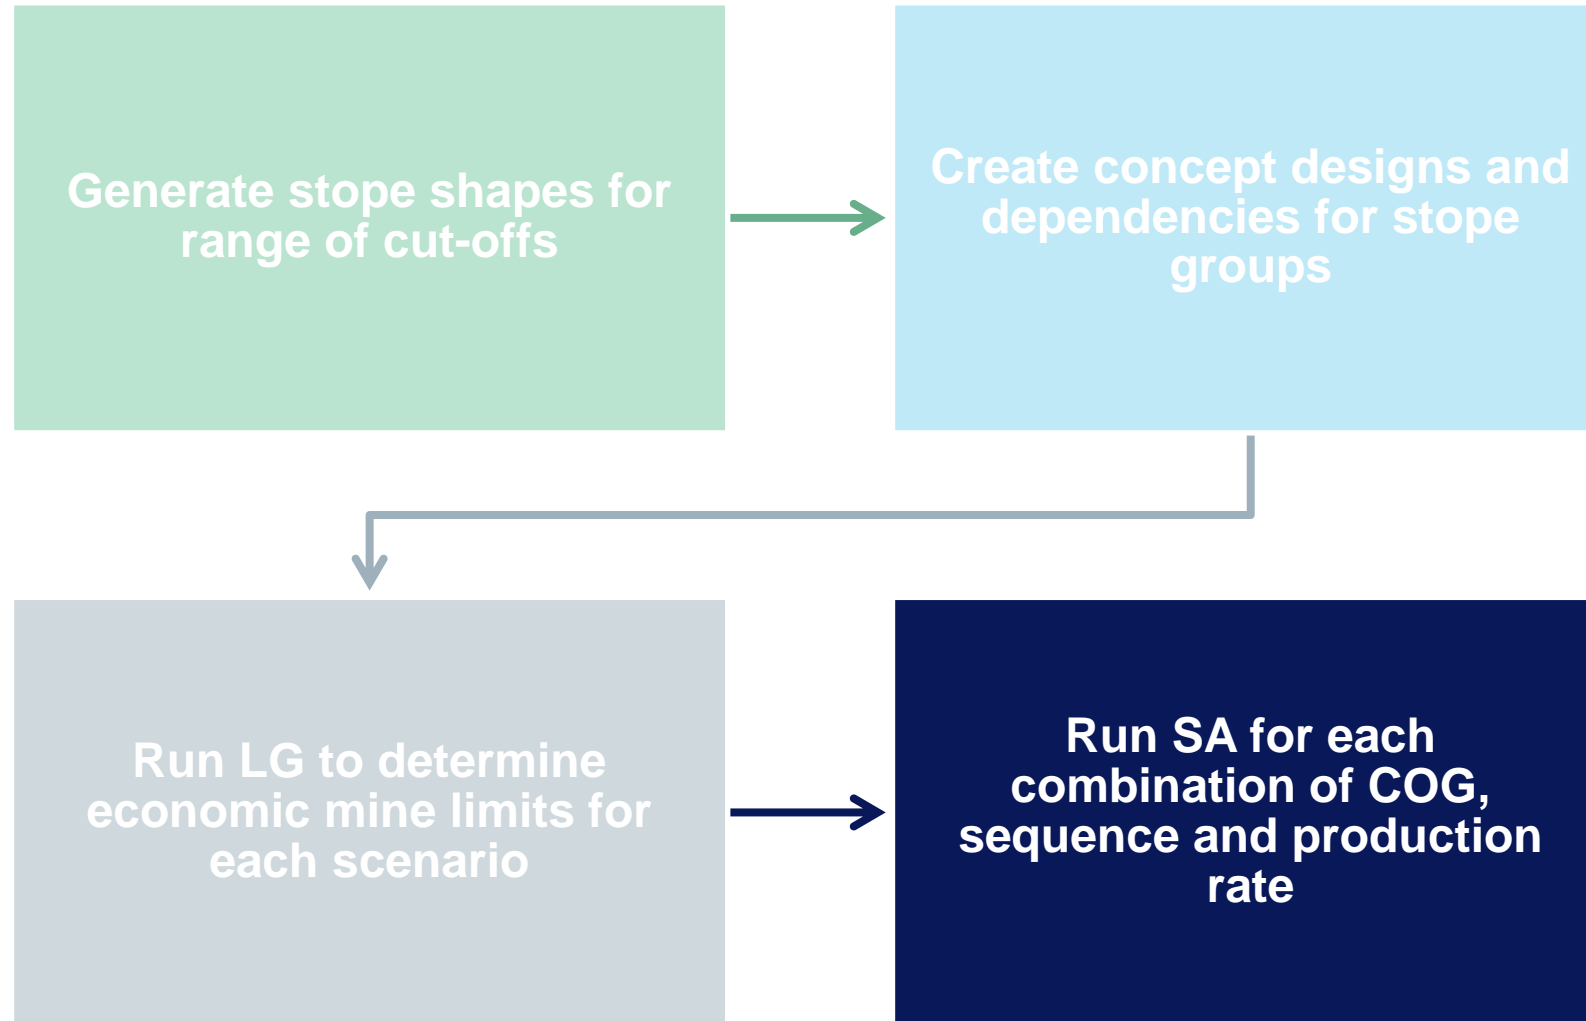 Generate stope shapes for
range of cut-offs
Create concept designs and
dependencies for stope
groups
Run LG to determine
economic mine limits for
each scenario
Run SA for each
combination of COG,
sequence and production
rate